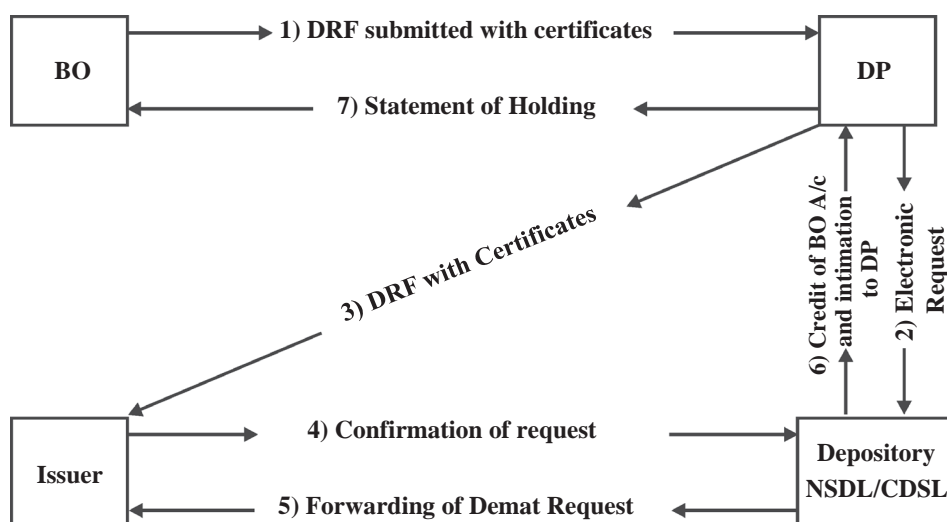 1) DRF submitted with certificates
BO
DP
7) Statement of Holding
3) DRF with Certificates
6) Credit of BO A/c
and intimation
to DP
2) Electronic
Request
4) Confirmation of request
Issuer
Depository
NSDL/CDSL
5) Forwarding of Demat Request